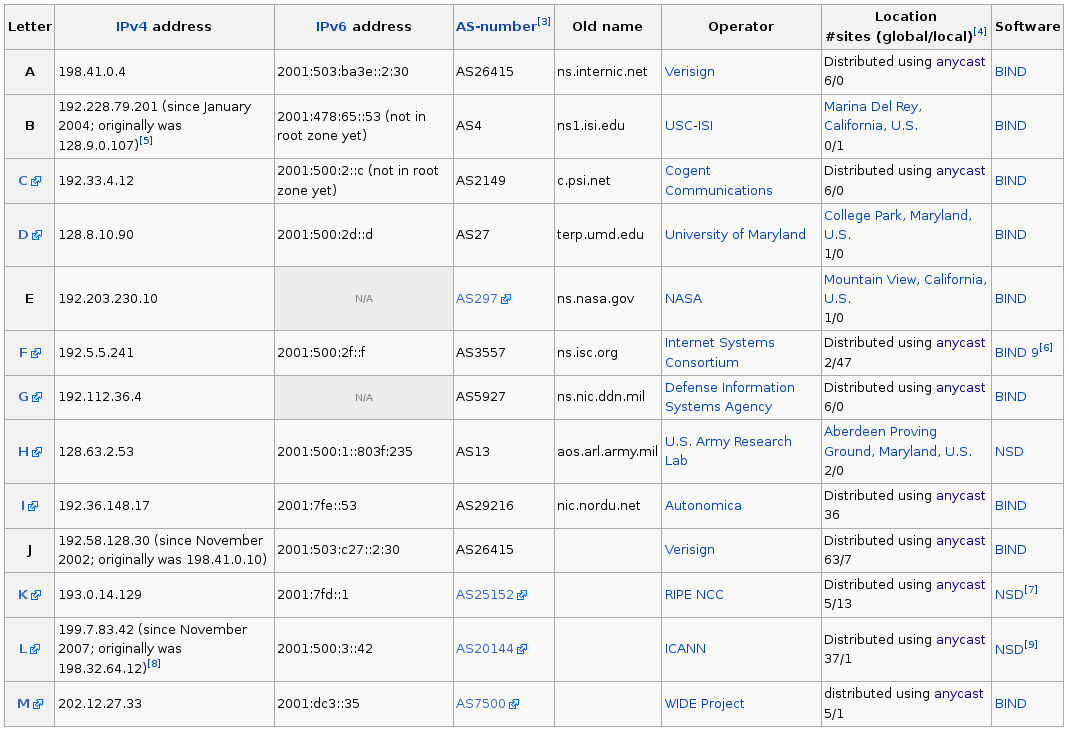 Letter IPv4 address IPv6 address AS-number[3] Old name Operator Location Software
#sites (global/local)[4]
A 198.41.0.4 2001:503:ba3e::2:30 AS26415 ns.internic.net Verisign Distributed using anycast BIND
6/0
B 192.228.79.201 (since January 2001:478:65::53 (not in AS4 ns1.isi.edu USC-ISI Marina Del Rey, BIND
2004; originally was root zone yet) California, U.S.
128.9.0.107)[5] 0/1
C 192.33.4.12 2001:500:2::c (not in root AS2149 c.psi.net Cogent Distributed using anycast BIND
zone yet) Communications 6/0
D 128.8.10.90 2001:500:2d::d AS27 terp.umd.edu University of Maryland College Park, Maryland, BIND
U.S.
1/0
E 192.203.230.10 N/A AS297 ns.nasa.gov NASA Mountain View, California, BIND
U.S.
1/0
F 192.5.5.241 2001:500:2f::f AS3557 ns.isc.org Internet Systems Distributed using anycast BIND 9[6]
Consortium 2/47
G 192.112.36.4 N/A AS5927 ns.nic.ddn.mil Defense Information Distributed using anycast BIND
Systems Agency 6/0
H 128.63.2.53 2001:500:1::803f:235 AS13 aos.arl.army.mil U.S. Army Research Aberdeen Proving NSD
Lab Ground, Maryland, U.S.
2/0
I 192.36.148.17 2001:7fe::53 AS29216 nic.nordu.net Autonomica Distributed using anycast BIND
36
J 192.58.128.30 (since November 2001:503:c27::2:30 AS26415 Verisign Distributed using anycast BIND
2002; originally was 198.41.0.10) 63/7
K 193.0.14.129 2001:7fd::1 AS25152 RIPE NCC Distributed using anycast NSD[7]
5/13
L 199.7.83.42 (since November 2001:500:3::42 AS20144 ICANN Distributed using anycast NSD[9]
2007; originally was 37/1
198.32.64.12)[8]
M 202.12.27.33 2001:dc3::35 AS7500 WIDE Project distributed using anycast BIND
5/1